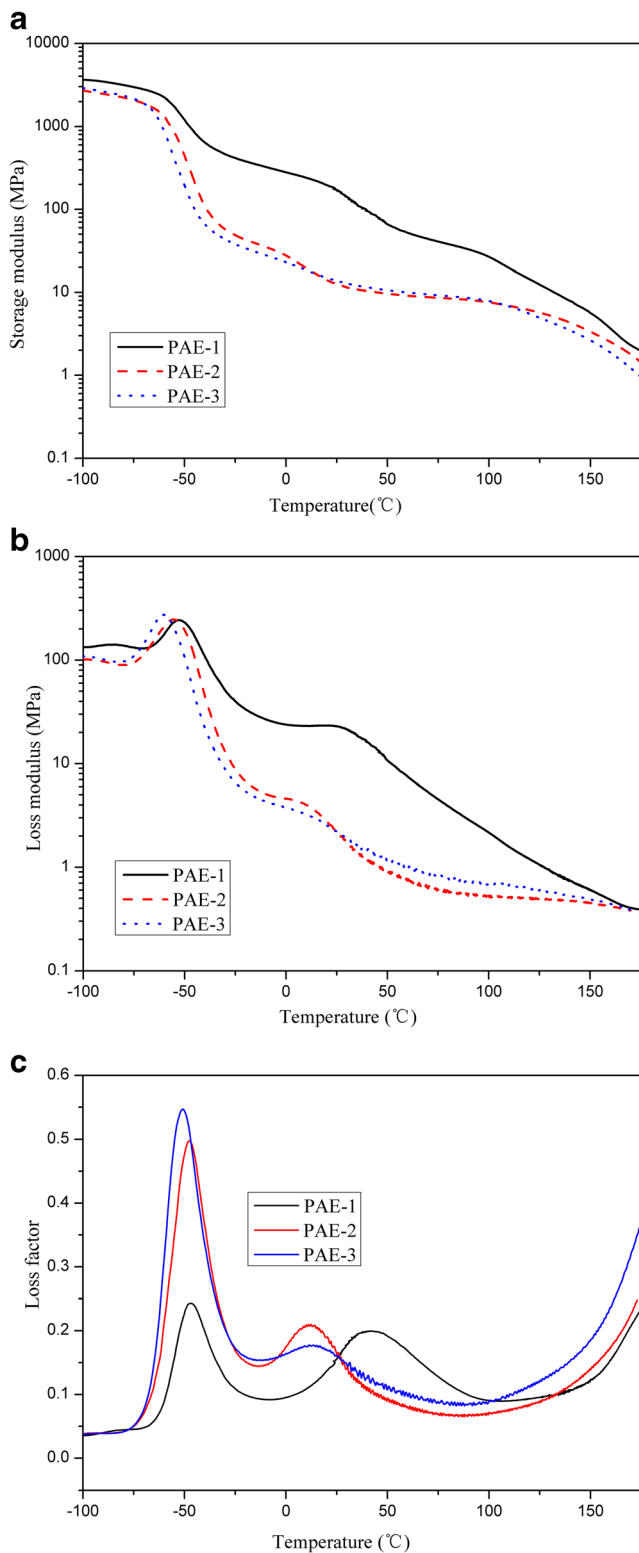 a
10000
1000
100
10
1
0.1
Storage modulus (MPa)
PAE-1
PAE-2
PAE-3
-100 -50 0 50 100 150
Temperature(℃)
b
1000
100
10
1
0.1
Loss modulus (MPa)
PAE-1
PAE-2
PAE-3
-100 -50 0 50 100 150
Temperature (℃)
c
0.6
0.5
0.4
0.3
0.2
0.1
0.0
Loss factor
PAE-1
PAE-2
PAE-3
-100 -50 0 50 100 150
Temperature (℃)